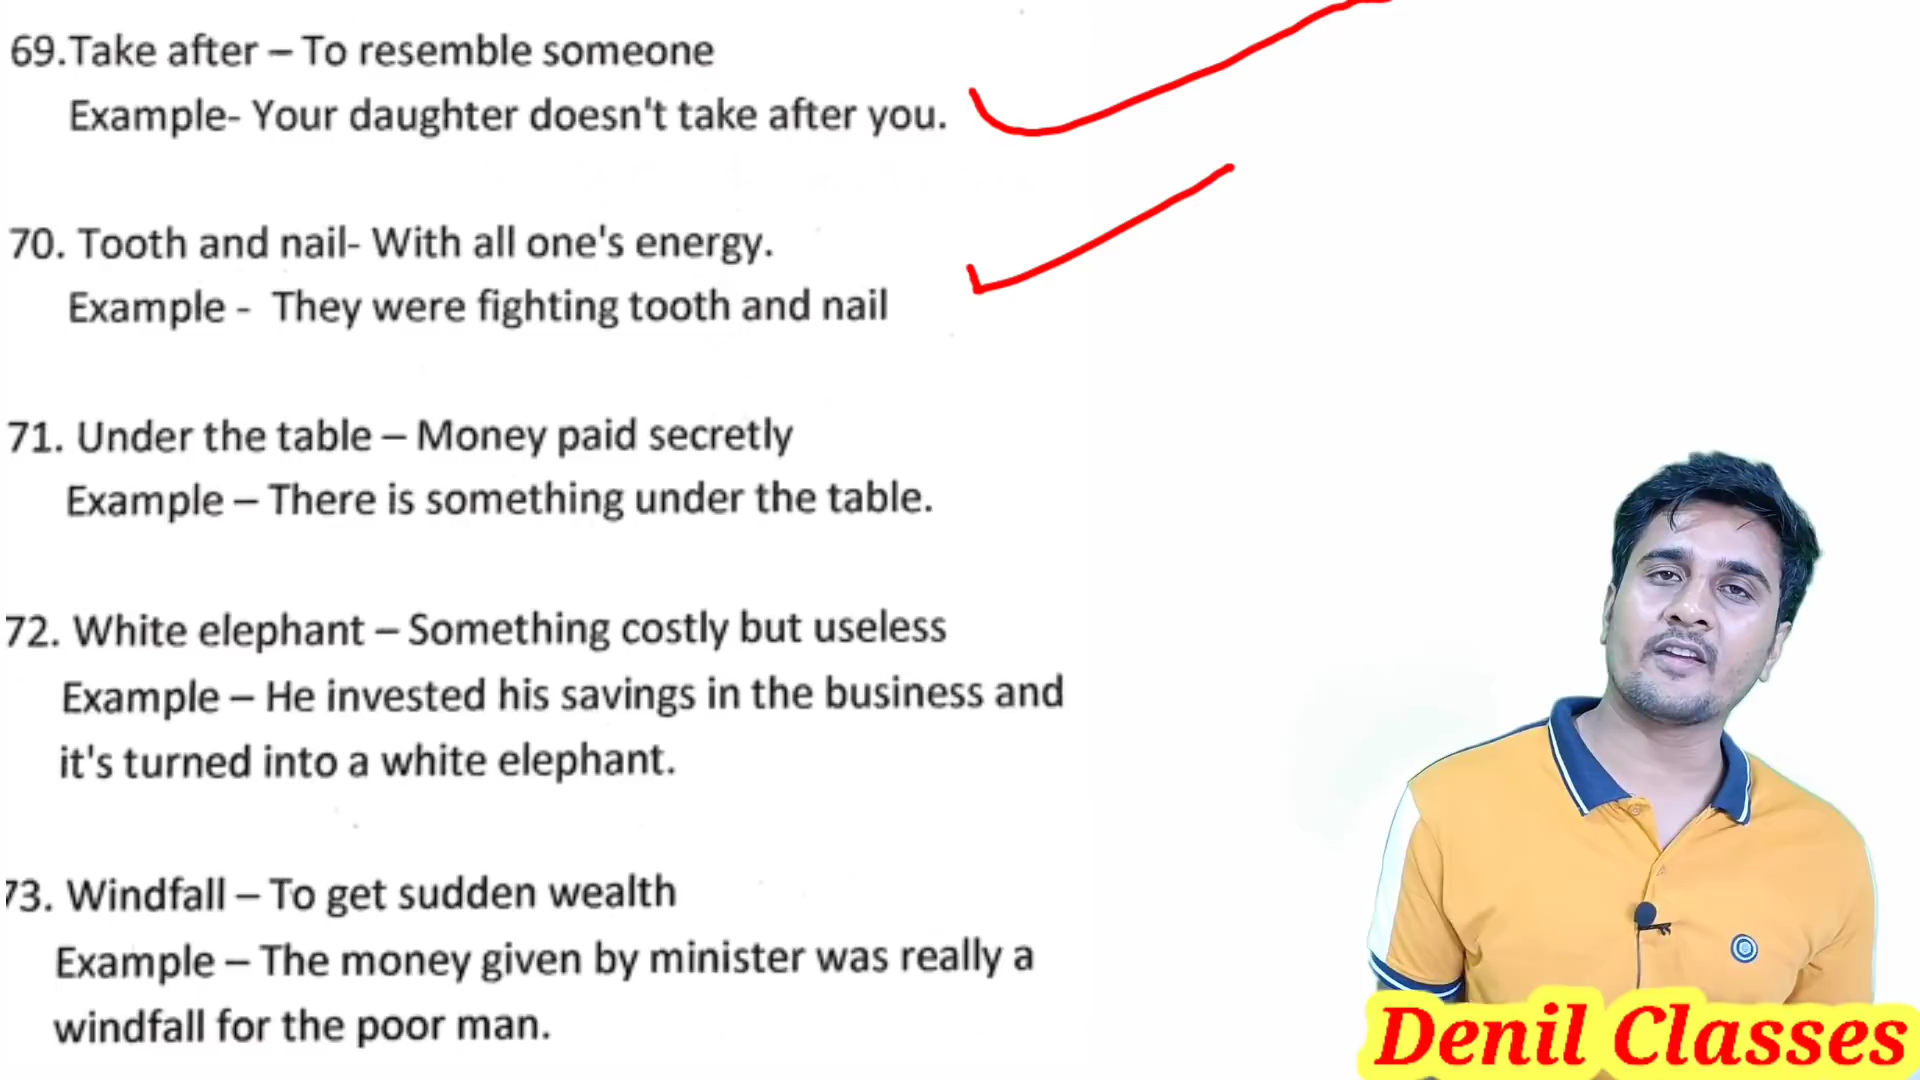 69.Take after – To resemble someone
Example- Your daughter doesn't take after you.
70. Tooth and nail- With all one's energy.
Example -  They were fighting tooth and nail
71. Under the table – Money paid secretly
Example – There is something under the table.
72. White elephant – Something costly but useless
Example – He invested his savings in the business and
it's turned into a white elephant.
73. Windfall – To get sudden wealth
Example – The money given by minister was really a
windfall for the poor man.
Denil Classes